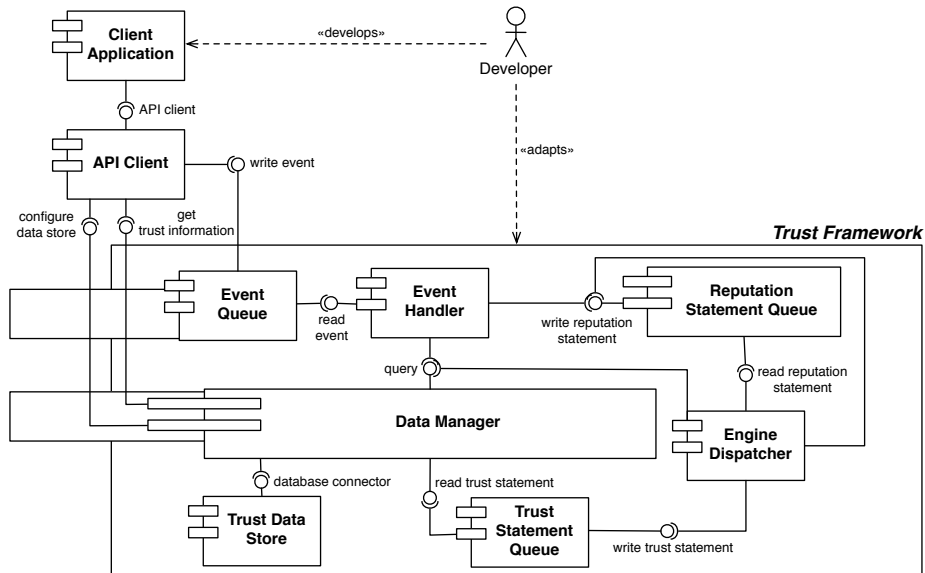 Client
Application
«develops»
Developer
API client
API Client
write event
«adapts»
configure
data store
get
trust information
Trust Framework
Event
Queue
read
event
Event
Handler
write reputation
statement
Reputation
Statement Queue
query
read reputation
statement
Data Manager
Engine
Dispatcher
database connector
read trust statement
Trust Data
Store
Trust
Statement
Queue
write trust statement